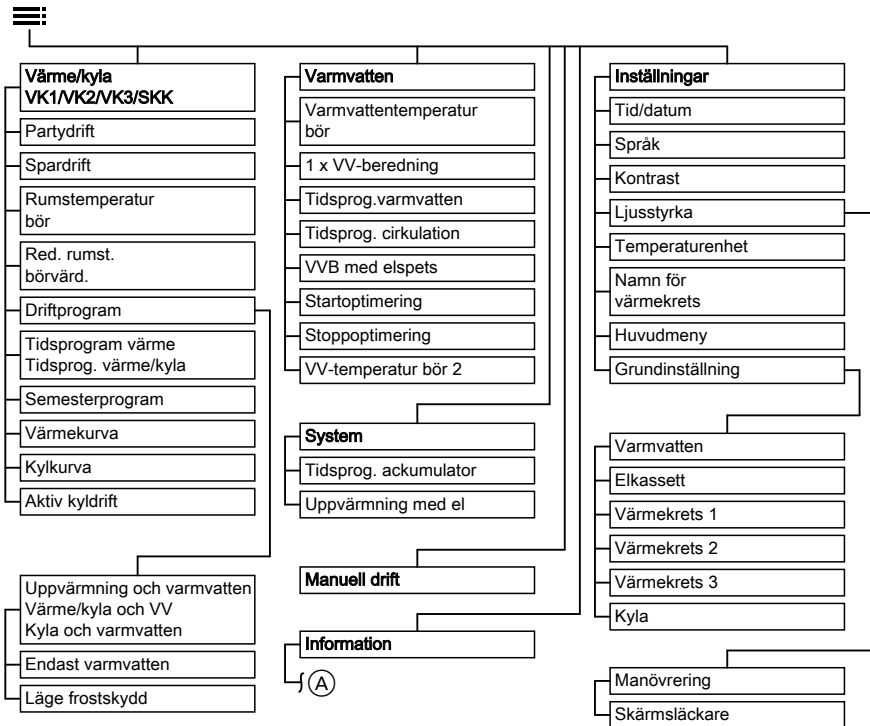 Värme/kyla
VK1/VK2/VK3/SKK
Partydrift
Spardrift
Rumstemperatur
bör
Red. rumst.
börvärd.
Driftprogram
Tidsprogram värme
Tidsprog. värme/kyla
Semesterprogram
Värmekurva
Kylkurva
Aktiv kyldrift
Uppvärmning och varmvatten
Värme/kyla och VV
Kyla och varmvatten
Endast varmvatten
Läge frostskydd
Varmvatten
Varmvattentemperatur
bör
1 x VV-beredning
Tidsprog.varmvatten
Tidsprog. cirkulation
VVB med elspets
Startoptimering
Stoppoptimering
VV-temperatur bör 2
System
Tidsprog. ackumulator
Uppvärmning med el
Manuell drift
Information
A
Inställningar
Tid/datum
Språk
Kontrast
Ljusstyrka
Temperaturenhet
Namn för
värmekrets
Huvudmeny
Grundinställning
Varmvatten
Elkassett
Värmekrets 1
Värmekrets 2
Värmekrets 3
Kyla
Manövrering
Skärmsläckare